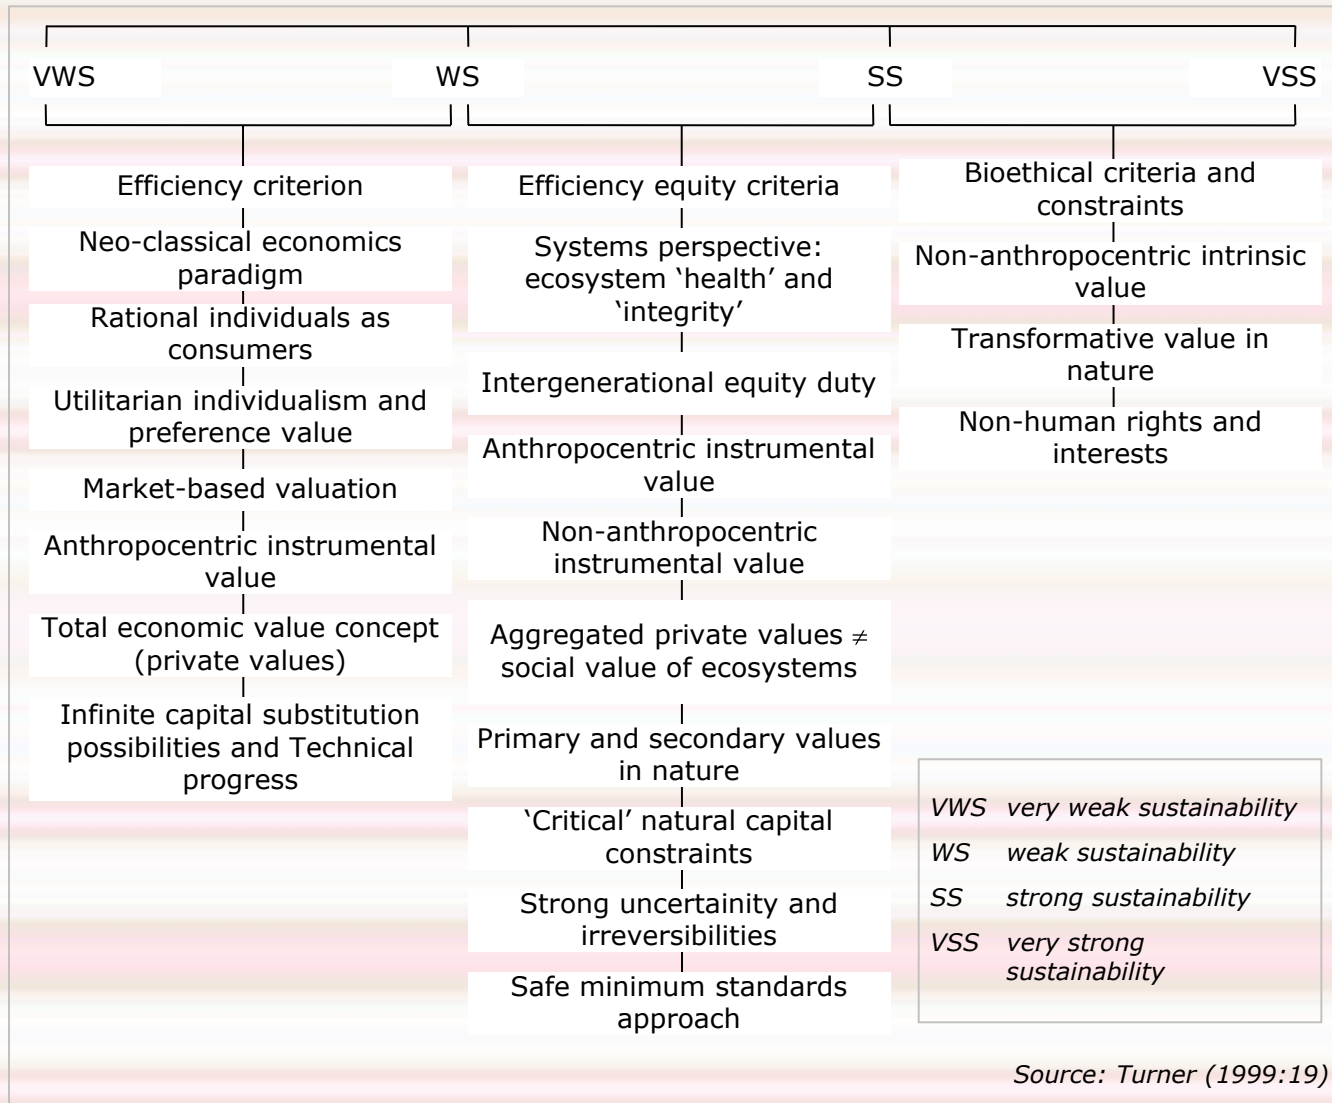 VWS WS SS VSS
Efficiency criterion
Neo-classical economics
paradigm
Rational individuals as
consumers
Utilitarian individualism and
preference value
Market-based valuation
Anthropocentric instrumental
value
Total economic value concept
(private values)
Infinite capital substitution
possibilities and Technical
progress
Efficiency equity criteria
Systems perspective:
ecosystem ‘health’ and
‘integrity’
Intergenerational equity duty
Anthropocentric instrumental
value
Non-anthropocentric
instrumental value
Aggregated private values ≠
social value of ecosystems
Primary and secondary values
in nature
‘Critical’ natural capital
constraints
Strong uncertainity and
irreversibilities
Safe minimum standards
approach
Bioethical criteria and
constraints
Non-anthropocentric intrinsic
value
Transformative value in
nature
Non-human rights and
interests
VWS very weak sustainability
WS weak sustainability
SS strong sustainability
VSS very strong
sustainability
Source: Turner (1999:19)